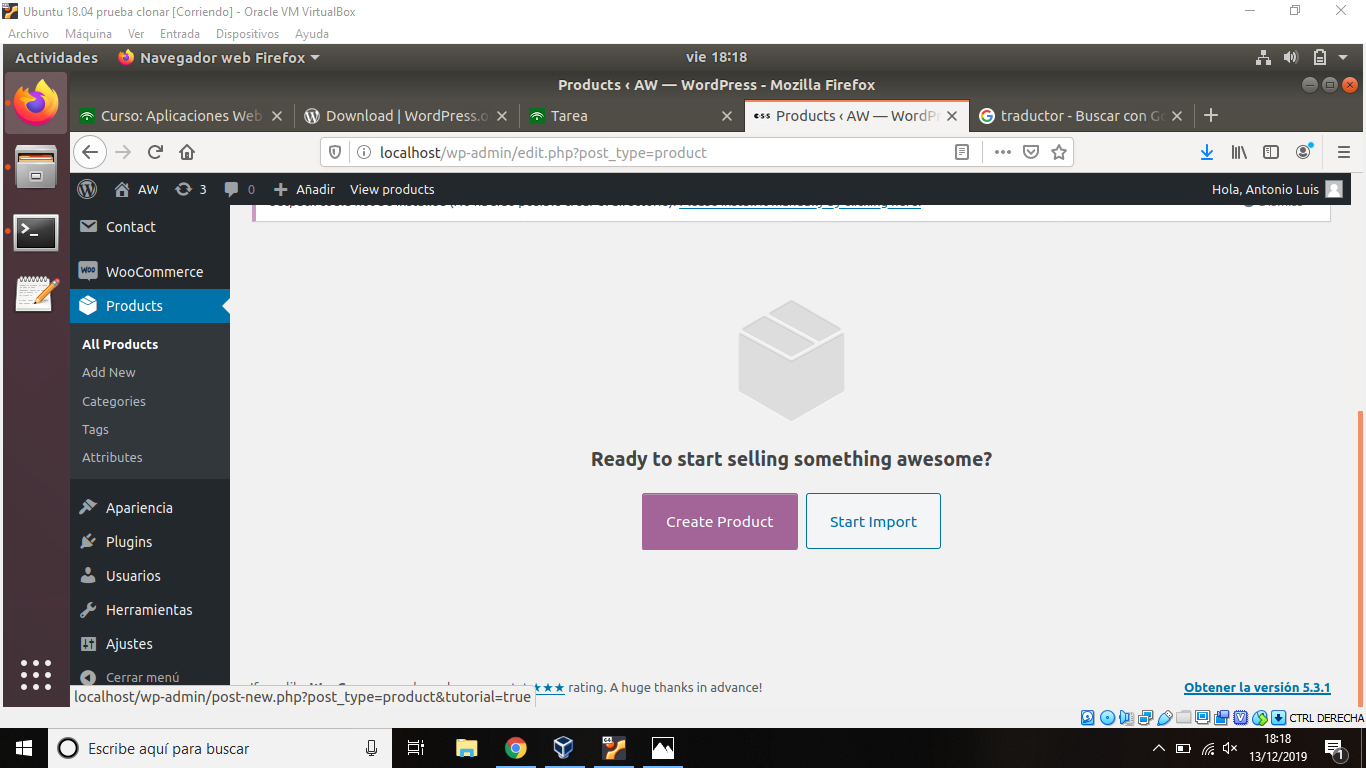 Ubuntu 18.04 prueba clonar [Corriendo] - Oracle VM VirtualBox
Archivo Máquina Ver Entrada Dispositivos Ayuda
Actividades Navegador web Firefox vie 18:18
Products ‹ AW — WordPress - Mozilla Firefox
Curso: Aplicaciones Web Download | WordPress.o Tarea Products ‹ AW — WordPr traductor - Buscar con Go
localhost/wp-admin/edit.php?post_type=product
AW 3 0 Añadir View products Hola, Antonio Luis
Contact
WooCommerce
Products
All Products
Add New
Categories
Tags
Attributes
Apariencia
Plugins
Usuarios
Herramientas
Ajustes
Cerrar menú
Ready to start selling something awesome?
Create Product Start Import
★★★ rating. A huge thanks in advance! Obtener la versión 5.3.1
localhost/wp-admin/post-new.php?post_type=product&tutorial=true
CTRL DERECHA
Escribe aquí para buscar
18:18
13/12/2019
1